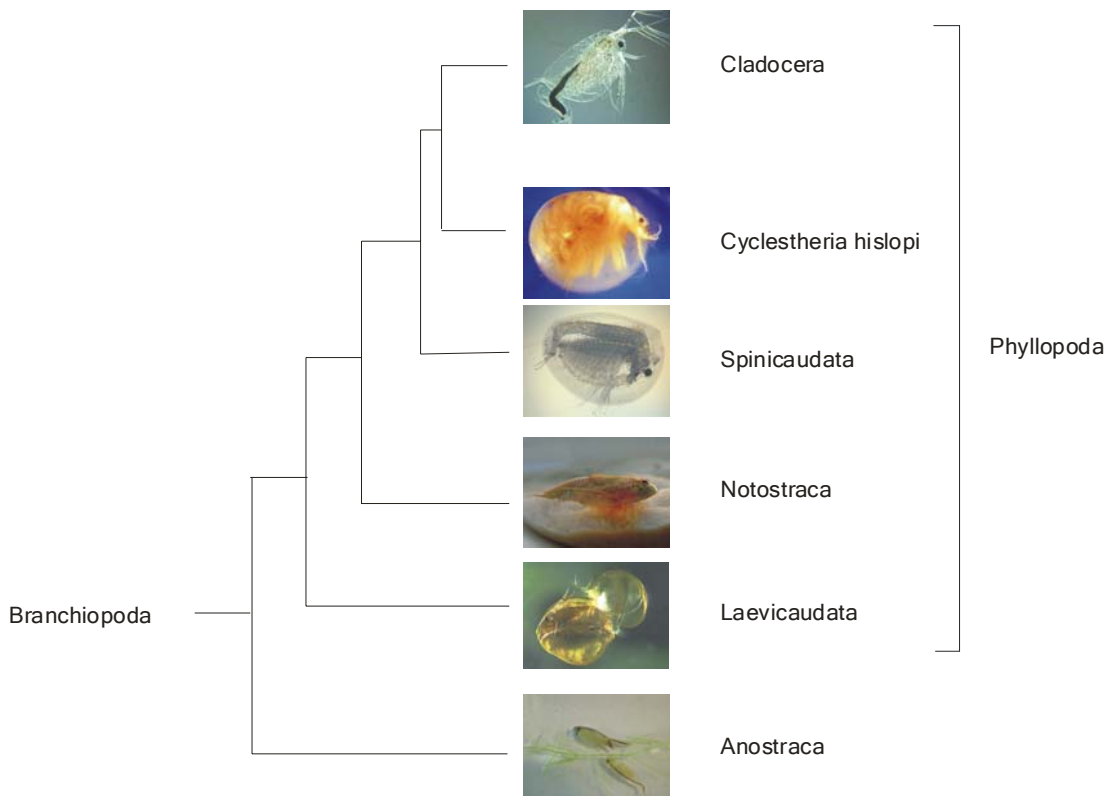 Cladocera
Cyclestheria hislopi
Spinicaudata
Phyllopoda
Notostraca
Branchiopoda
Laevicaudata
Anostraca